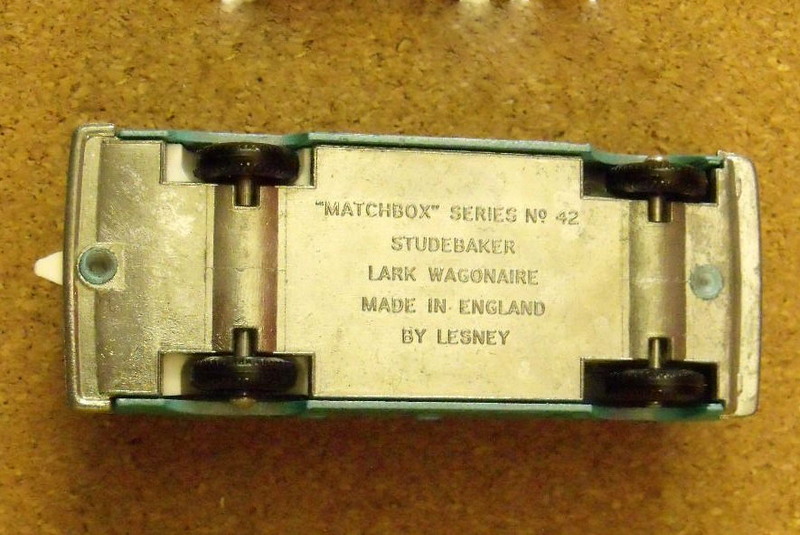 "MATCHBOX" SERIES Nº 42
STUDEBAKER
LARK WAGONAIRE
MADE IN ENGLAND
BY LESNEY